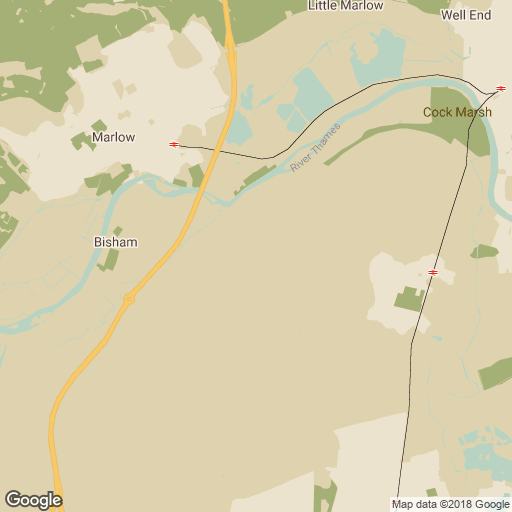 Little Marlow
Well End
Cock Marsh
Marlow
River Thames
Bisham
Google
Map data ©2018 Google